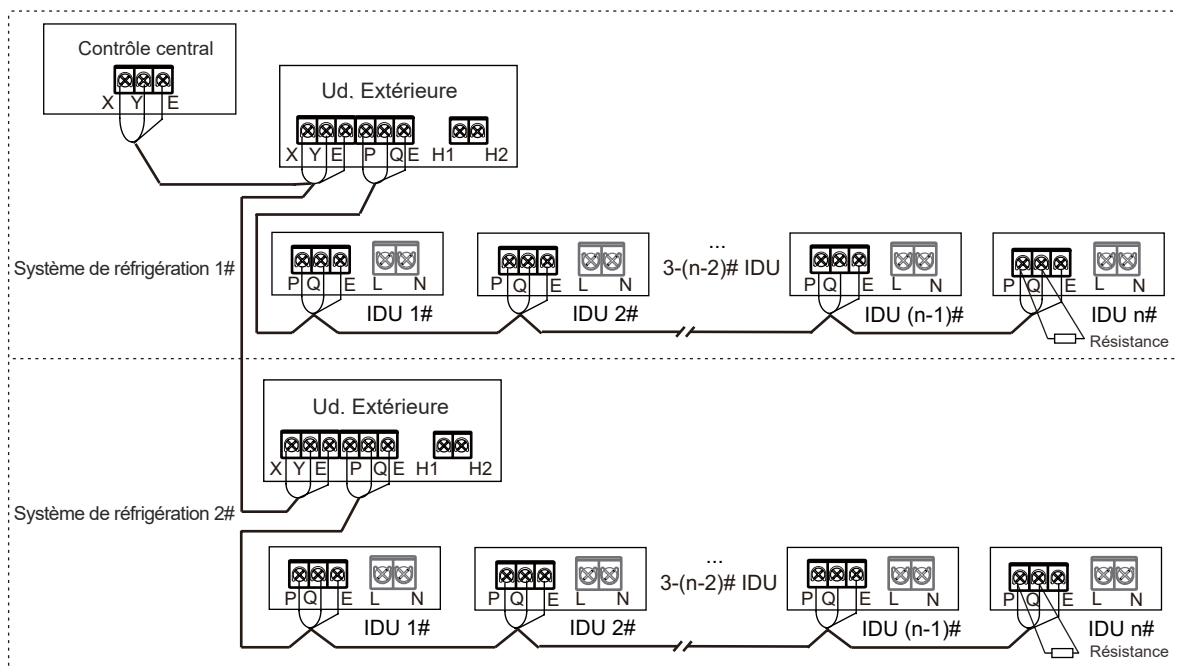 Contrôle central
X Y E
Ud. Extérieure
X Y E P Q E H1 H2
Système de réfrigération 1#
P Q E L N
IDU 1#
P Q E L N
IDU 2#
...
3-(n-2)# IDU
P Q E L N
IDU (n-1)#
P Q E L N
IDU n#
Résistance
Ud. Extérieure
X Y E P Q E H1 H2
Système de réfrigération 2#
P Q E L N
IDU 1#
P Q E L N
IDU 2#
...
3-(n-2)# IDU
P Q E L N
IDU (n-1)#
P Q E L N
IDU n#
Résistance